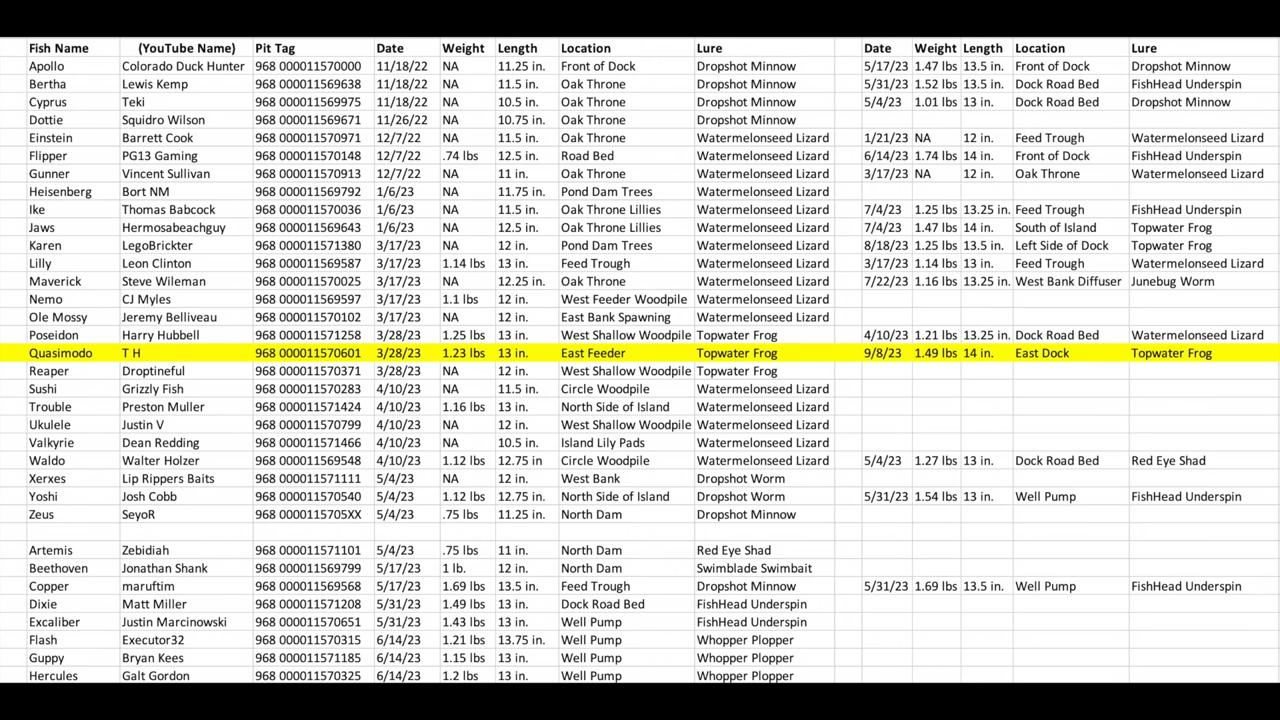 Fish Name (YouTube Name) Pit Tag Date Weight Length Location Lure Date Weight Length Location Lure
Apollo Colorado Duck Hunter 968 000011570000 11/18/22 NA 11.25 in. Front of Dock Dropshot Minnow 5/17/23 1.47 lbs 13.5 in. Front of Dock Dropshot Minnow
Bertha Lewis Kemp 968 000011569638 11/18/22 NA 11.5 in. Oak Throne Dropshot Minnow 5/31/23 1.52 lbs 13.5 in. Dock Road Bed FishHead Underspin
Cyprus Teki 968 000011569975 11/18/22 NA 10.5 in. Oak Throne Dropshot Minnow 5/4/23 1.01 lbs 13 in. Dock Road Bed Dropshot Minnow
Dottie Squidro Wilson 968 000011569671 11/26/22 NA 10.75 in. Oak Throne Dropshot Minnow
Einstein Barrett Cook 968 000011570971 12/7/22 NA 11.5 in. Oak Throne Watermelonseed Lizard 1/21/23 NA 12 in. Feed Trough Watermelonseed Lizard
Flipper PG13 Gaming 968 000011570148 12/7/22 .74 lbs 12.5 in. Road Bed Watermelonseed Lizard 6/14/23 1.74 lbs 14 in. Front of Dock FishHead Underspin
Gunner Vincent Sullivan 968 000011570913 12/7/22 NA 11 in. Oak Throne Watermelonseed Lizard 3/17/23 NA 12 in. Oak Throne Watermelonseed Lizard
Heisenberg Bort NM 968 000011569792 1/6/23 NA 11.75 in. Pond Dam Trees Watermelonseed Lizard
Ike Thomas Babcock 968 000011570036 1/6/23 NA 11.5 in. Oak Throne Lillies Watermelonseed Lizard 7/4/23 1.25 lbs 13.25 in. Feed Trough FishHead Underspin
Jaws Hermosabeachguy 968 000011569643 1/6/23 NA 12.5 in. Oak Throne Lillies Watermelonseed Lizard 7/4/23 1.47 lbs 14 in. South of Island Topwater Frog
Karen LegoBrickter 968 000011571380 3/17/23 NA 12 in. Pond Dam Trees Watermelonseed Lizard 8/18/23 1.25 lbs 13.5 in. Left Side of Dock Topwater Frog
Lilly Leon Clinton 968 000011569587 3/17/23 1.14 lbs 13 in. Feed Trough Watermelonseed Lizard 3/17/23 1.14 lbs 13 in. Feed Trough Watermelonseed Lizard
Maverick Steve Wileman 968 000011570025 3/17/23 NA 12.25 in. Oak Throne Watermelonseed Lizard 7/22/23 1.16 lbs 13.25 in. West Bank Diffuser Junebug Worm
Nemo CJ Myles 968 000011569597 3/17/23 1.1 lbs 12 in. West Feeder Woodpile Watermelonseed Lizard
Ole Mossy Jeremy Belliveau 968 000011570102 3/17/23 NA 12 in. East Bank Spawning Watermelonseed Lizard
Poseidon Harry Hubbell 968 000011571258 3/28/23 1.25 lbs 13 in. West Shallow Woodpile Topwater Frog 4/10/23 1.21 lbs 13.25 in. Dock Road Bed Watermelonseed Lizard
Quasimodo T H 968 000011570601 3/28/23 1.23 lbs 13 in. East Feeder Topwater Frog 9/8/23 1.49 lbs 14 in. East Dock Topwater Frog
Reaper Droptineful 968 000011570371 3/28/23 NA 12 in. West Shallow Woodpile Topwater Frog
Sushi Grizzly Fish 968 000011570283 4/10/23 NA 11.5 in. Circle Woodpile Watermelonseed Lizard
Trouble Preston Muller 968 000011571424 4/10/23 1.16 lbs 13 in. North Side of Island Watermelonseed Lizard
Ukulele Justin V 968 000011570799 4/10/23 NA 12 in. West Shallow Woodpile Watermelonseed Lizard
Valkyrie Dean Redding 968 000011571466 4/10/23 NA 10.5 in. Island Lily Pads Watermelonseed Lizard
Waldo Walter Holzer 968 000011569548 4/10/23 1.12 lbs 12.75 in Circle Woodpile Watermelonseed Lizard 5/4/23 1.27 lbs 13 in. Dock Road Bed Red Eye Shad
Xerxes Lip Rippers Baits 968 000011571111 5/4/23 NA 12 in. West Bank Dropshot Worm
Yoshi Josh Cobb 968 000011570540 5/4/23 1.12 lbs 12.75 in. North Side of Island Dropshot Worm 5/31/23 1.54 lbs 13 in. Well Pump FishHead Underspin
Zeus SeyoR 968 0000115705XX 5/4/23 .75 lbs 11.25 in. North Dam Dropshot Minnow
Artemis Zebidiah 968 000011571101 5/4/23 .75 lbs 11 in. North Dam Red Eye Shad
Beethoven Jonathan Shank 968 000011569799 5/17/23 1 lb. 12 in. North Dam Swimblade Swimbait
Copper maruftim 968 000011569568 5/17/23 1.69 lbs 13.5 in. Feed Trough Dropshot Minnow 5/31/23 1.69 lbs 13.5 in. Well Pump FishHead Underspin
Dixie Matt Miller 968 000011571208 5/31/23 1.49 lbs 13 in. Dock Road Bed FishHead Underspin
Excaliber Justin Marcinowski 968 000011570651 5/31/23 1.43 lbs 13 in. Well Pump FishHead Underspin
Flash Executor32 968 000011570315 6/14/23 1.21 lbs 13.75 in. Well Pump Whopper Plopper
Guppy Bryan Kees 968 000011571185 6/14/23 1.15 lbs 13 in. Well Pump Whopper Plopper
Hercules Galt Gordon 968 000011570325 6/14/23 1.2 lbs 13 in. Well Pump Whopper Plopper